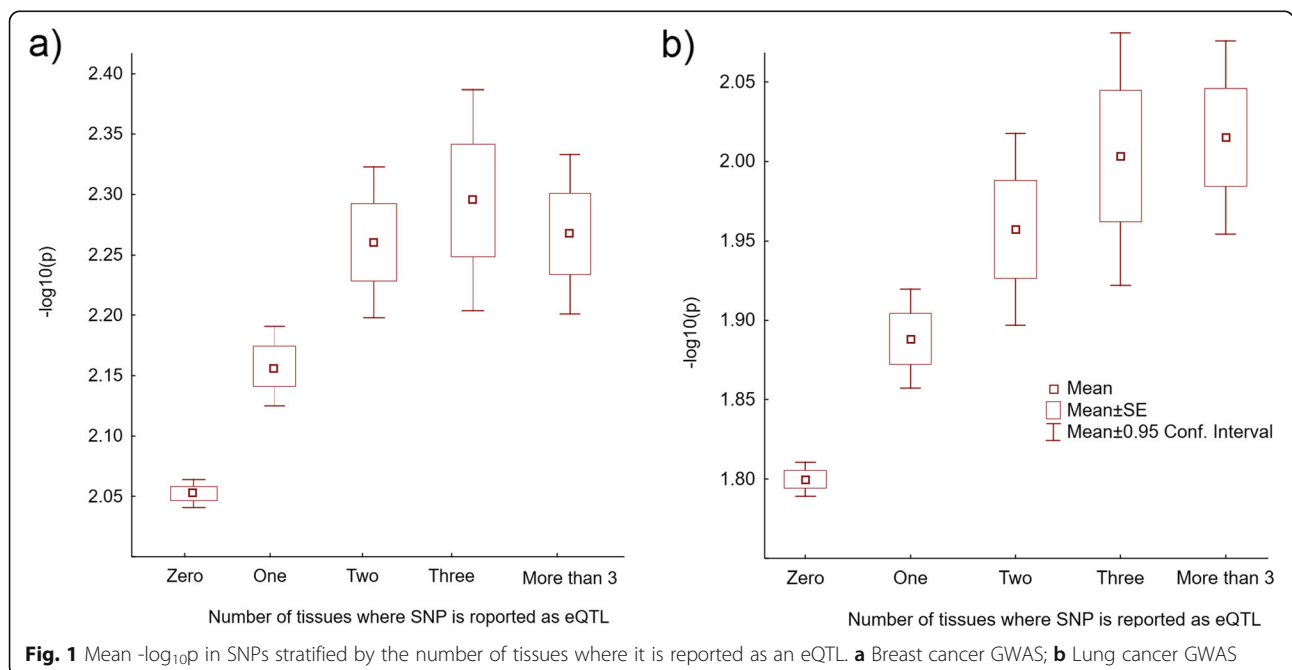 a)
2.40
2.35
2.30
2.25
2.20
2.15
2.10
2.05
-log10(p)
Zero One Two Three More than 3
Number of tissues where SNP is roported as eQTL
b)
2.05
2.00
1.95
1.90
1.85
1.80
-log10(p)
Mean
Mean±SE
Mean±0.95 Conf. Interval
Zero One Two Three More than 3
Number of tissues where SNP is roported as eQTL
Fig. 1 Mean -log₁₀p in SNPs stratified by the number of tissues where it is reported as an eQTL. a Breast cancer GWAS; b Lung cancer GWAS